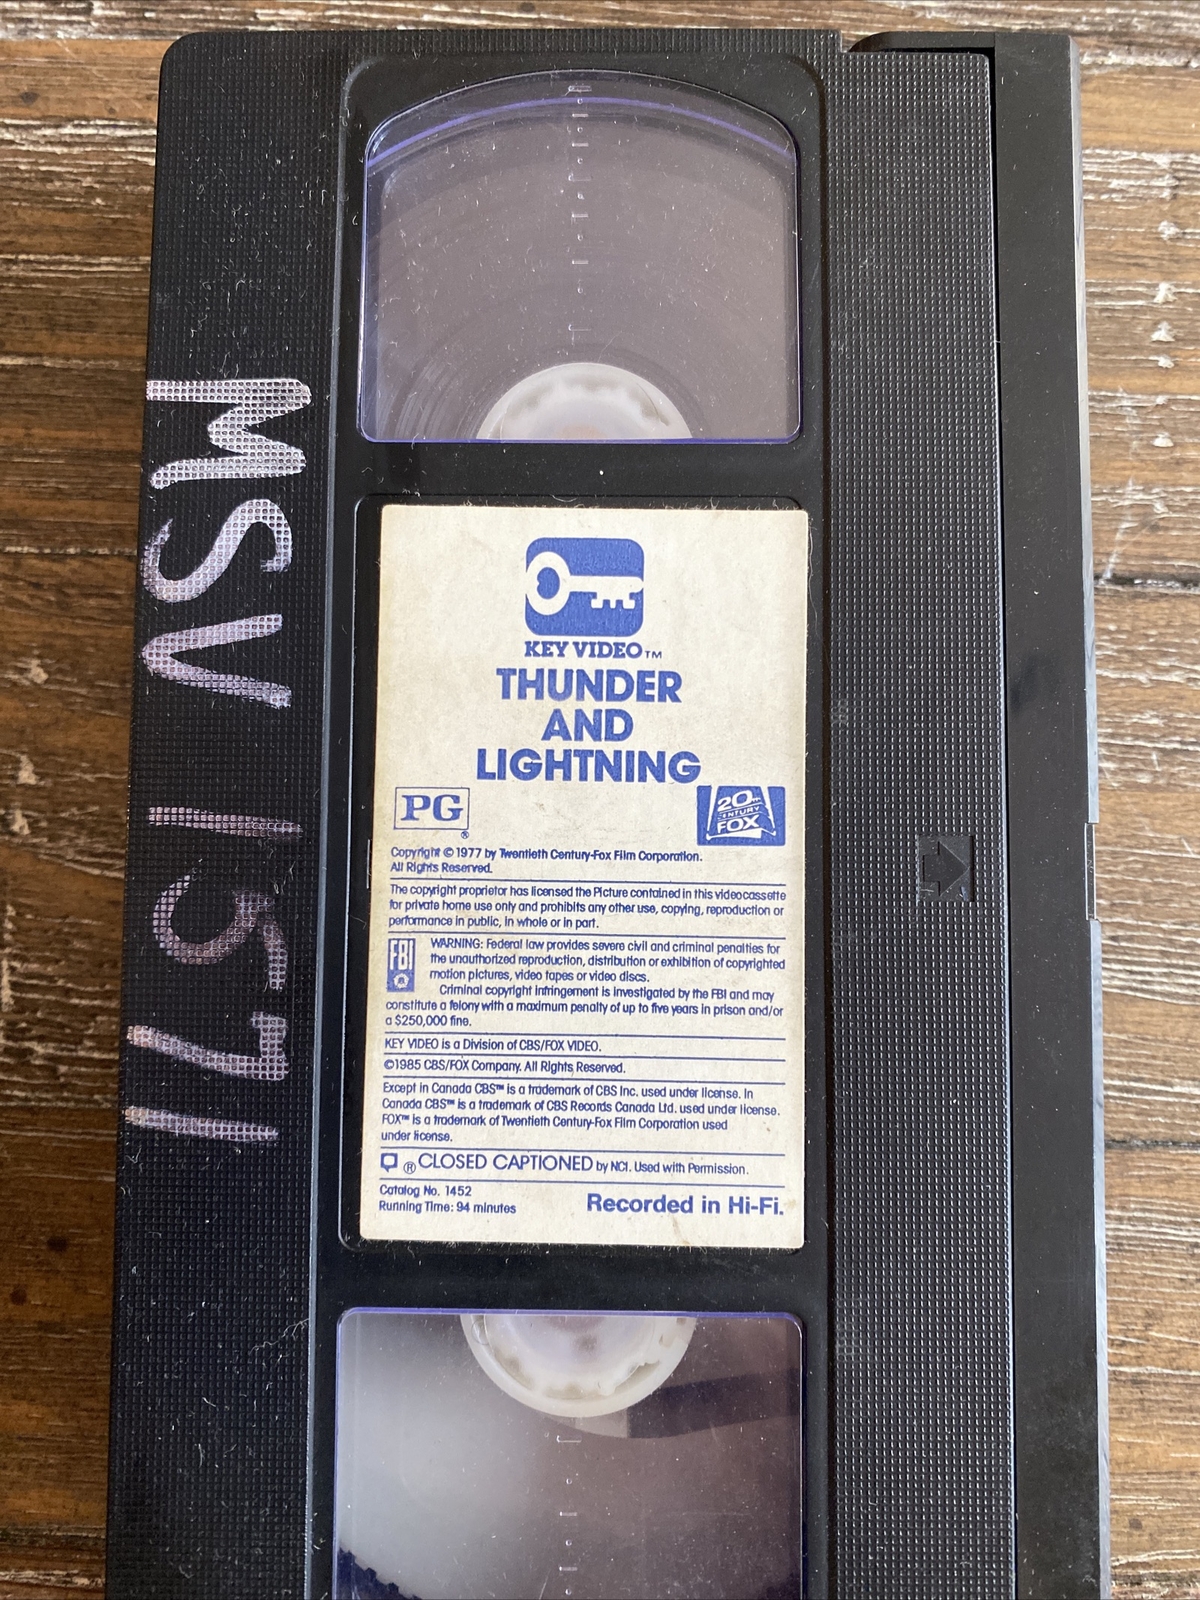 MSV 1571
KEY VIDEO™
THUNDER
AND
LIGHTNING
PG
®
20TH
CENTURY
FOX
Copyright © 1977 by Twentieth Century-Fox Film Corporation.
All Rights Reserved.
The copyright proprietor has licensed the Picture contained in this videocassette
for private home use only and prohibits any other use, copying, reproduction or
performance in public, in whole or in part.
FBI
WARNING: Federal law provides severe civil and criminal penalties for
the unauthorized reproduction, distribution or exhibition of copyrighted
motion pictures, video tapes or video discs.
Criminal copyright infringement is investigated by the FBI and may
constitute a felony with a maximum penalty of up to five years in prison and/or
a $250,000 fine.
KEY VIDEO is a Division of CBS/FOX VIDEO.
©1985 CBS/FOX Company. All Rights Reserved.
Except in Canada CBS™ is a trademark of CBS Inc. used under license. In
Canada CBS™ is a trademark of CBS Records Canada Ltd. used under license.
FOX™ is a trademark of Twentieth Century-Fox Film Corporation used
under license.
® CLOSED CAPTIONED by NCI. Used with Permission.
Catalog No. 1452
Running Time: 94 minutes
Recorded in Hi-Fi.